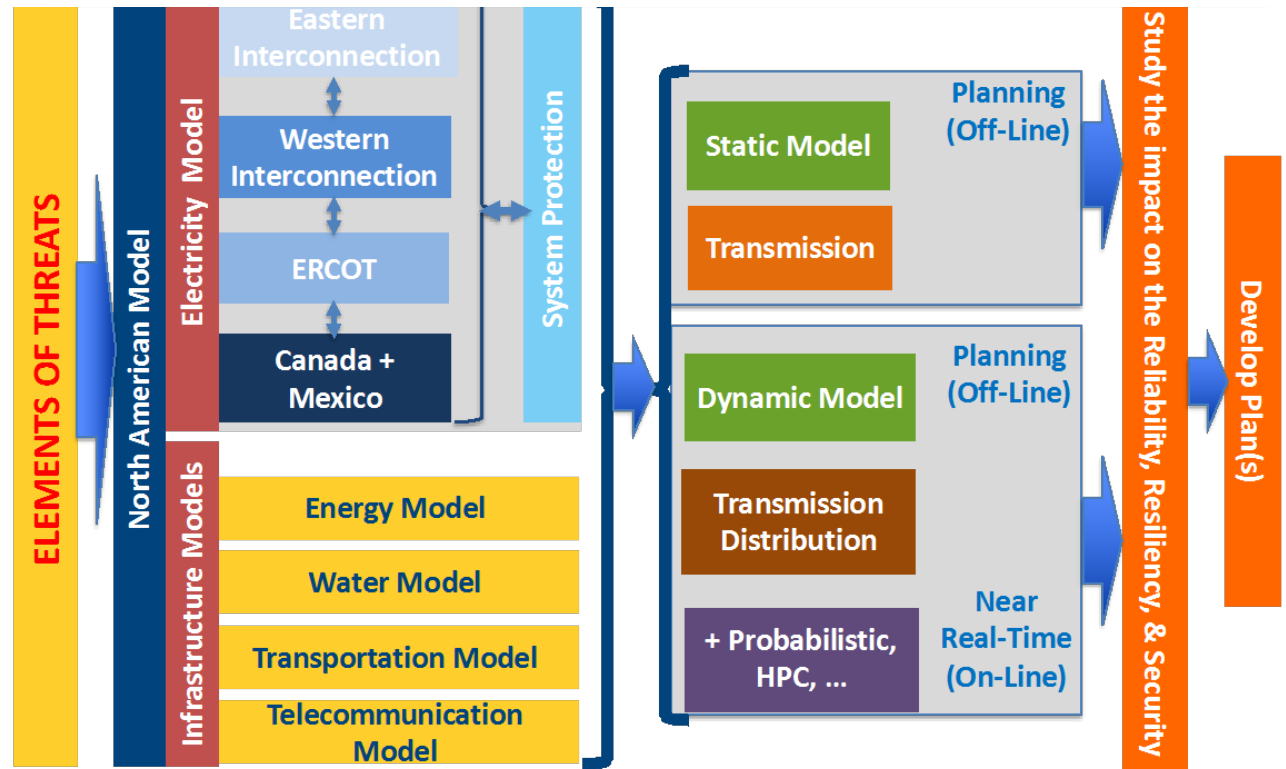 ELEMENTS OF THREATS
North American Model
Electricity Model
Eastern
Interconnection
Western
Interconnection
ERCOT
Canada +
Mexico
System Protection
Infrastructure Models
Energy Model
Water Model
Transportation Model
Telecommunication
Model
Static Model
Transmission
Planning
(Off-Line)
Dynamic Model
Transmission
Distribution
+ Probabilistic,
HPC, ...
Planning
(Off-Line)
Near
Real-Time
(On-Line)
Study the impact on the Reliability, Resiliency, & Security
Develop Plan(s)